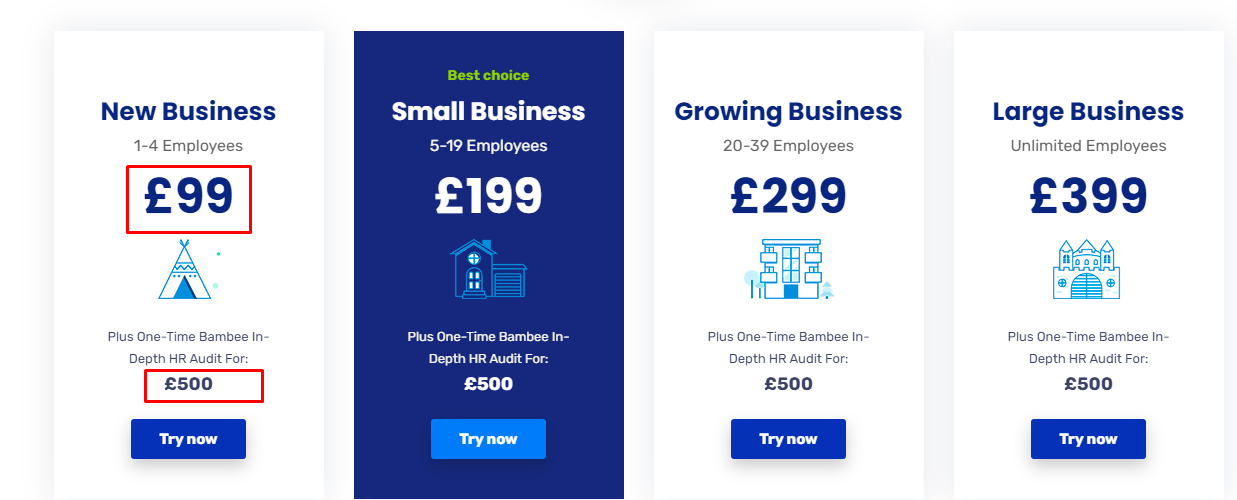 New Business
1-4 Employees
£99
Plus One-Time Bambee In-
Depth HR Audit For:
£500
Try now
Best choice
Small Business
5-19 Employees
£199
Plus One-Time Bambee In-
Depth HR Audit For:
£500
Try now
Growing Business
20-39 Employees
£299
Plus One-Time Bambee In-
Depth HR Audit For:
£500
Try now
Large Business
Unlimited Employees
£399
Plus One-Time Bambee In-
Depth HR Audit For:
£500
Try now